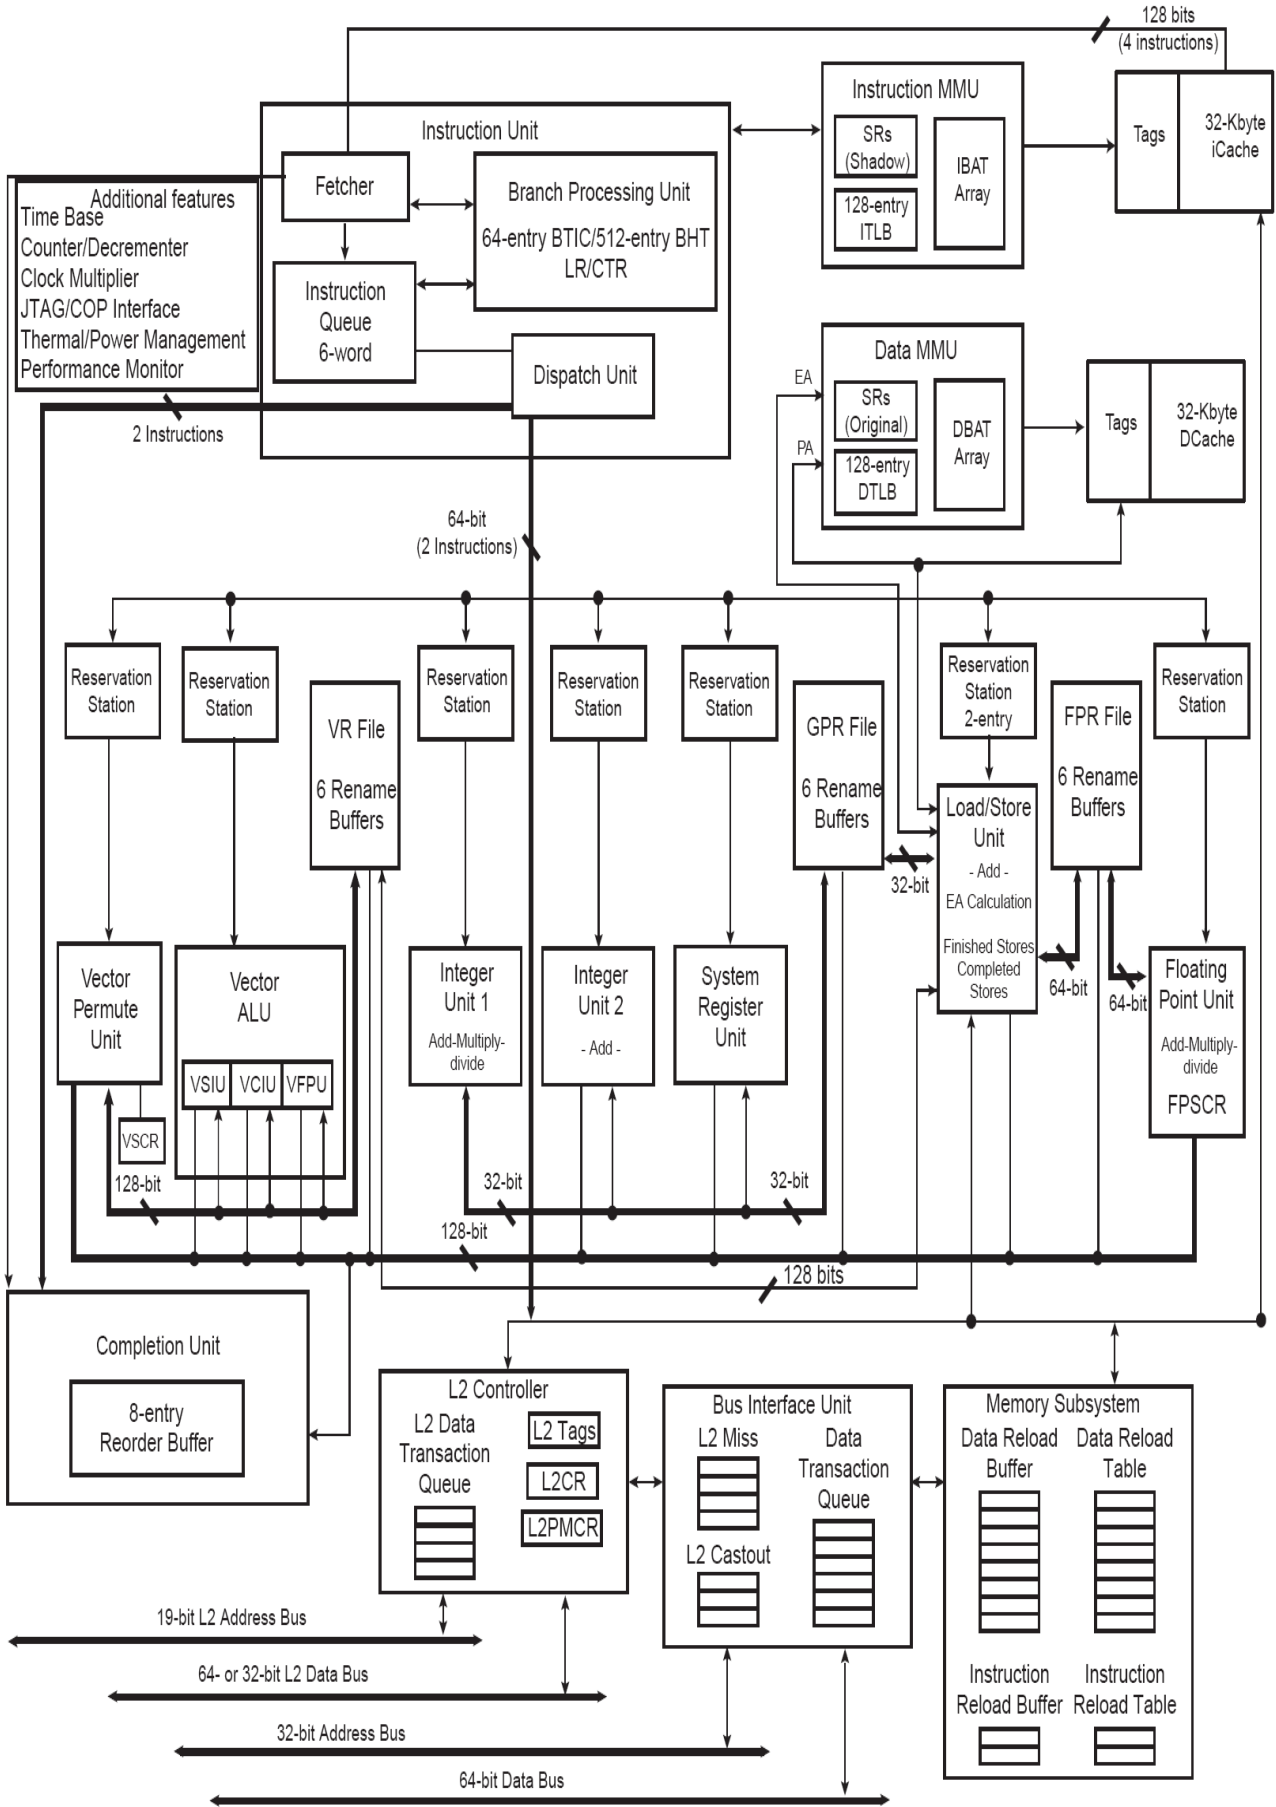 128 bits
(4 instructions)
Instruction MMU
SRs
(Shadow)
128-entry
ITLB
IBAT
Array
Tags
32-Kbyte
iCache
Instruction Unit
Fetcher
Branch Processing Unit
64-entry BTIC/512-entry BHT
LR/CTR
Instruction
Queue
6-word
Dispatch Unit
Additional features
Time Base
Counter/Decrementer
Clock Multiplier
JTAG/COP Interface
Thermal/Power Management
Performance Monitor
2 Instructions
Data MMU
EA
PA
SRs
(Original)
128-entry
DTLB
DBAT
Array
Tags
32-Kbyte
DCache
64-bit
(2 Instructions)
Reservation
Station
Reservation
Station
VR File
6 Rename
Buffers
Reservation
Station
Reservation
Station
Reservation
Station
GPR File
6 Rename
Buffers
Reservation
Station
2-entry
FPR File
6 Rename
Buffers
Reservation
Station
32-bit
Load/Store
Unit
- Add -
EA Calculation
Finished Stores
Completed
Stores
64-bit
64-bit
Vector
Permute
Unit
VSCR
Vector
ALU
VSIU
VCIU
VFPU
Integer
Unit 1
Add-Multiply-
divide
Integer
Unit 2
- Add -
System
Register
Unit
Floating
Point Unit
Add-Multiply-
divide
FPSCR
128-bit
32-bit
32-bit
128-bit
128 bits
Completion Unit
8-entry
Reorder Buffer
L2 Controller
L2 Data
Transaction
Queue
L2 Tags
L2CR
L2PMCR
Bus Interface Unit
L2 Miss
L2 Castout
Data
Transaction
Queue
Memory Subsystem
Data Reload
Buffer
Data Reload
Table
Instruction
Reload Buffer
Instruction
Reload Table
19-bit L2 Address Bus
64- or 32-bit L2 Data Bus
32-bit Address Bus
64-bit Data Bus